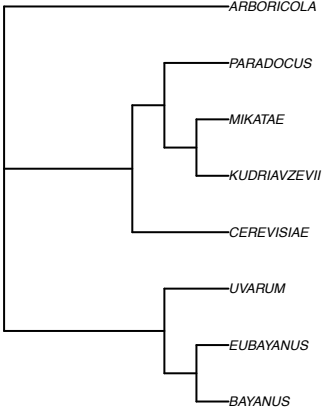 ARBORICOLA
PARADOCUS
MIKATAE
KUDRIAVZEVII
CEREVISIAE
UVARUM
EUBAYANUS
BAYANUS